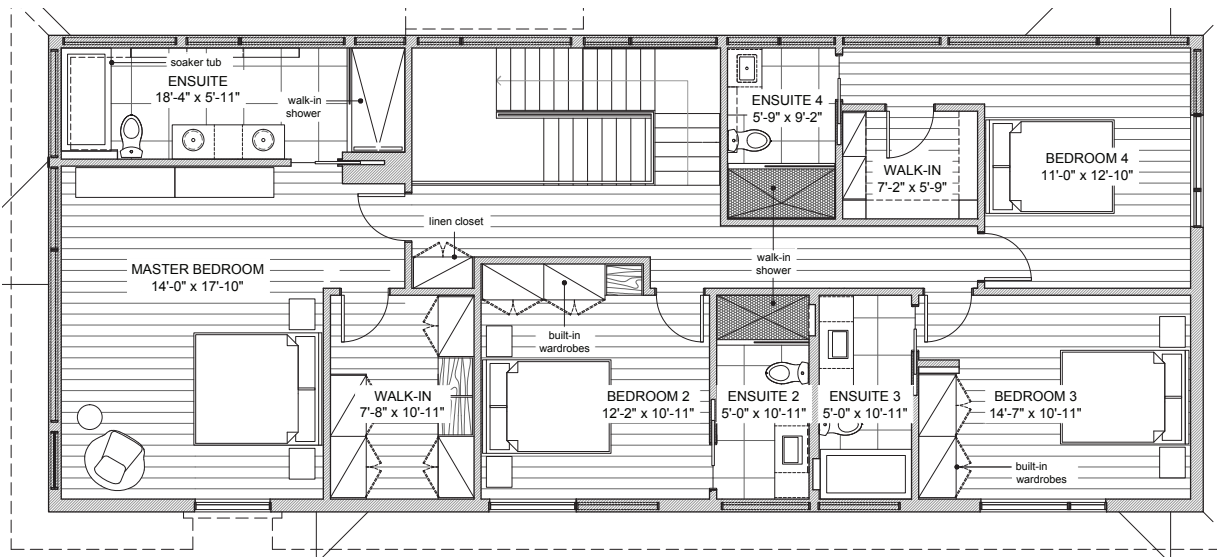 soaker tub
ENSUITE
18'-4" x 5'-11"
walk-in
shower
ENSUITE 4
5'-9" x 9'-2"
WALK-IN
7'-2" x 5'-9"
BEDROOM 4
11'-0" x 12'-10"
linen closet
walk-in
shower
MASTER BEDROOM
14'-0" x 17'-10"
built-in
wardrobes
WALK-IN
7'-8" x 10'-11"
BEDROOM 2
12'-2" x 10'-11"
ENSUITE 2
5'-0" x 10'-11"
ENSUITE 3
5'-0" x 10'-11"
BEDROOM 3
14'-7" x 10'-11"
built-in
wardrobes